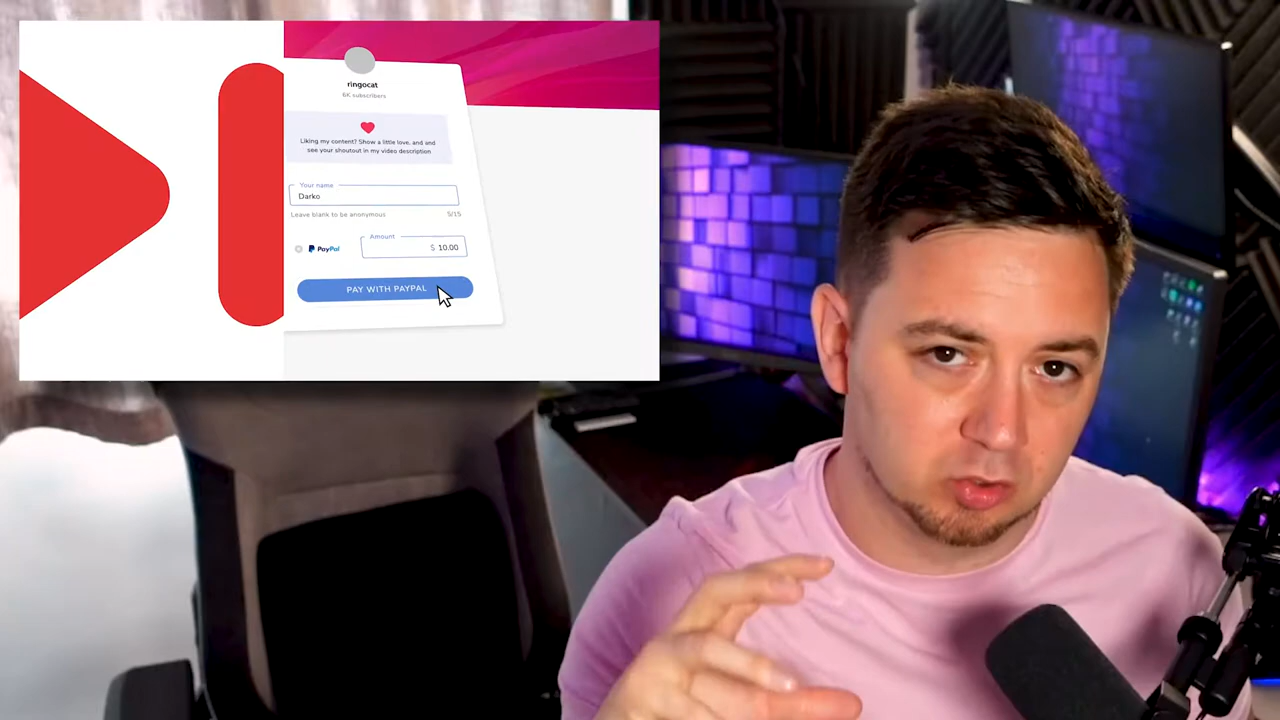 ringocat
6K subscribers
Liking my content? Show a little love, and and
see your shoutout in my video description
Your name
Darko
Leave blank to be anonymous
5/15
PayPal
Amount
$ 10.00
PAY WITH PAYPAL